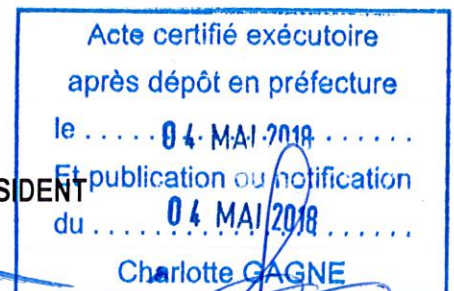 Acte certifié exécutoire
après dépôt en préfecture
le ..... 04 MAI 2018 ......
SIDENT Et publication ou notification
du .... 04 MAI 2018 ......
Charlotte GAGNE